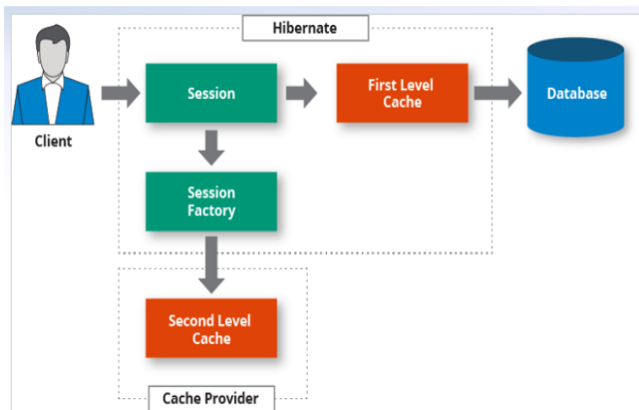 Hibernate
Client
Session
First Level
Cache
Database
Session
Factory
Second Level
Cache
Cache Provider